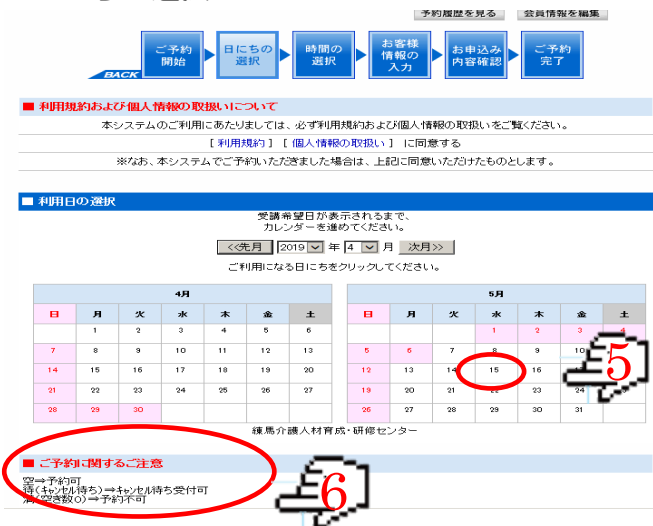 予約履歴を見る 会員情報を編集
ご予約 日にちの 時間の お客様 お申込み ご予約
開始 選択 選択 情報の 内容確認 完了
入力
BACK
■ 利用規約および個人情報の取扱いについて
本システムのご利用にあたりましては、必ず利用規約および個人情報の取扱いをご覧ください。
[ 利用規約 ] [ 個人情報の取扱い ] に同意する
※なお、本システムでご予約いただきました場合は、上記に同意いただけたものとします。
■ 利用日の選択
受講希望日が表示されるまで、
カレンダーを進めてください。
<<先月 2019 年 4 月 次月>>
ご利用になる日にちをクリックしてください。
4月 5月
日 月 火 水 木 金 土 日 月 火 水 木 金 土
1 2 3 4 5 6 1 2 3 4
7 8 9 10 11 12 13 5 6 7 8 9 10
14 15 16 17 18 19 20 12 13 14 15 16
21 22 23 24 25 26 27 19 20 21 22 23 24
28 29 30 26 27 28 29 30 31
5
練馬介護人材育成・研修センター
■ ご予約に関するご注意
空⇒予約可
待(キャンセル待ち)⇒キャンセル待ち受付可
満(空き数0)⇒予約不可
6